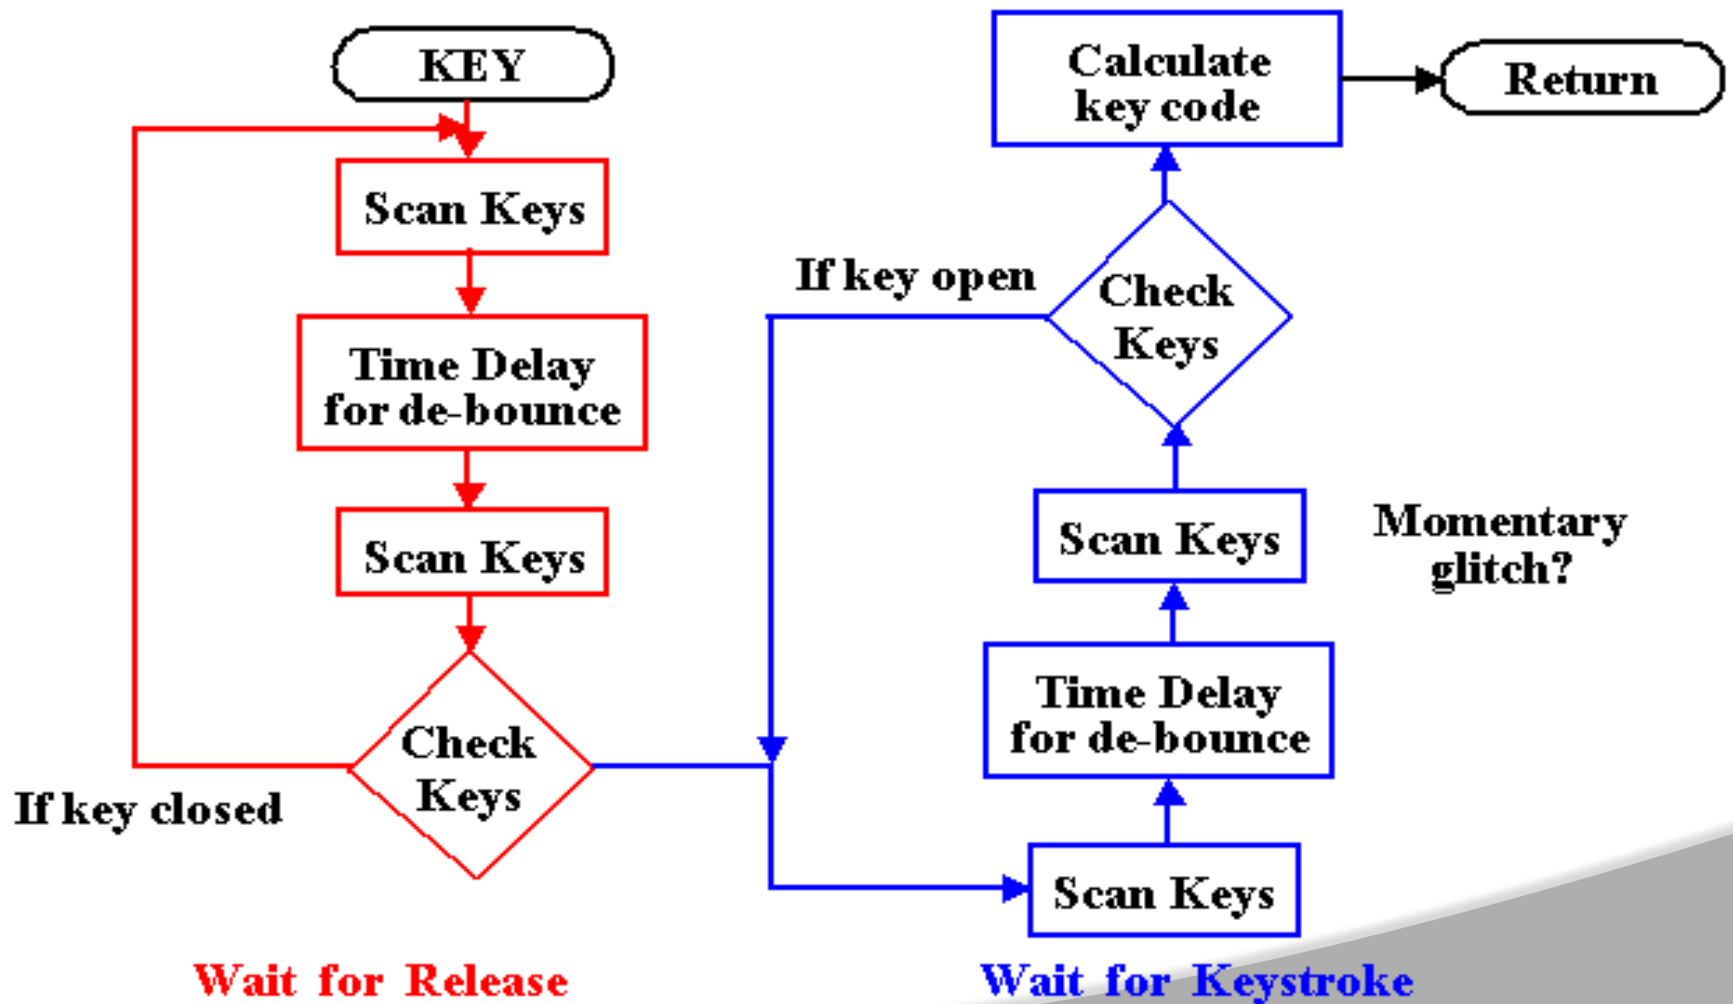 KEY
Scan Keys
Time Delay
for de-bounce
Scan Keys
Check
Keys
If key closed
Wait for Release
Calculate
key code
Return
If key open
Check
Keys
Scan Keys
Momentary
glitch?
Time Delay
for de-bounce
Scan Keys
Wait for Keystroke